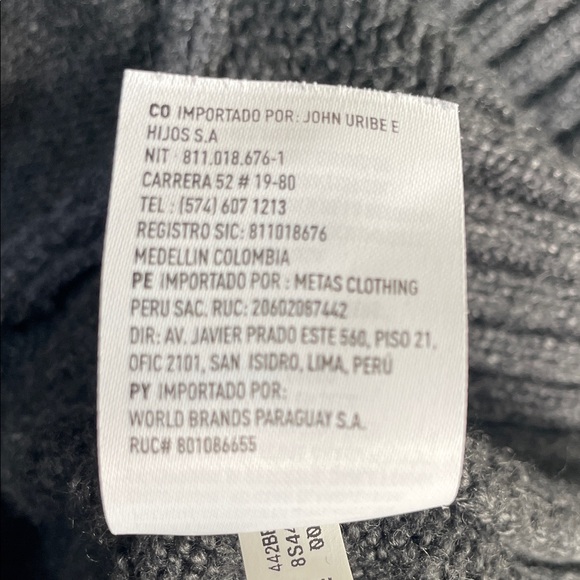 CO IMPORTADO POR: JOHN URIBE E
HIJOS S.A
NIT 811.018.676-1
CARRERA 52 # 19-80
TEL : (574) 607 1213
REGISTRO SIC: 811018676
MEDELLIN COLOMBIA
PE IMPORTADO POR : METAS CLOTHING
PERU SAC. RUC: 20602087442
DIR: AV. JAVIER PRADO ESTE 560, PISO 21,
OFIC 2101, SAN ISIDRO, LIMA, PERÚ
PY IMPORTADO POR:
WORLD BRANDS PARAGUAY S.A.
RUC# 801086655